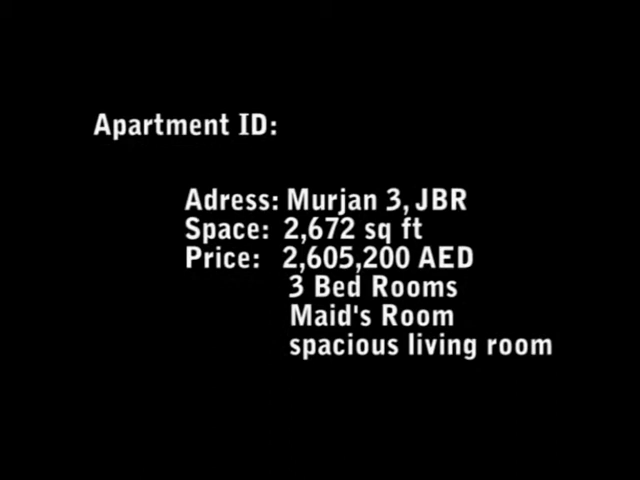 Apartment ID:
Adress: Murjan 3, JBR
Space: 2,672 sq ft
Price: 2,605,200 AED
3 Bed Rooms
Maid's Room
spacious living room